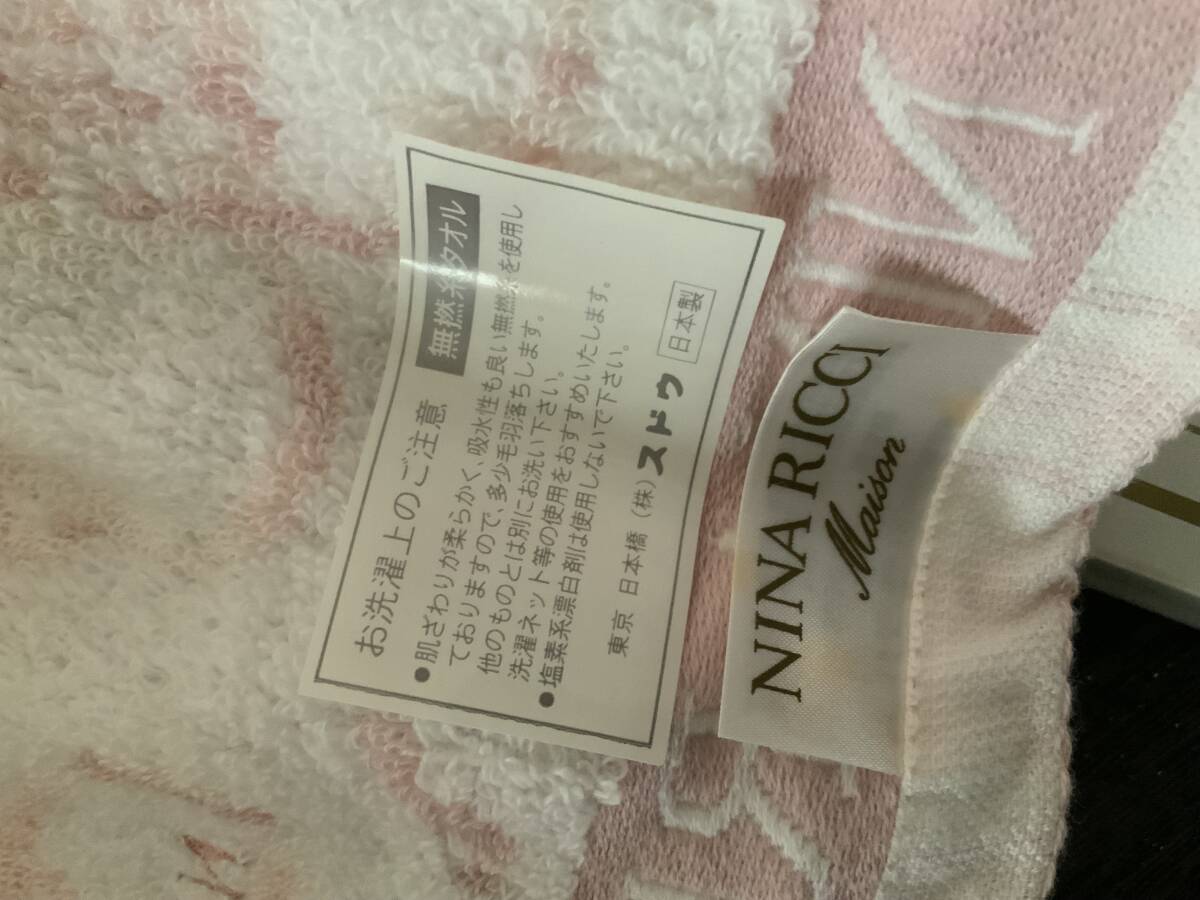 お洗濯上のご注意 無撚糸タオル
●肌ざわりが柔らかく、吸水性も良い無撚糸を使用し
ておりますので、多少毛羽落ちします。
他のものとは別にお洗い下さい。
洗濯ネット等の使用をおすすめいたします。
●塩素系漂白剤は使用しないで下さい。
東京 日本橋 (株)スドウ 日本製
NINA RICCI
Maison